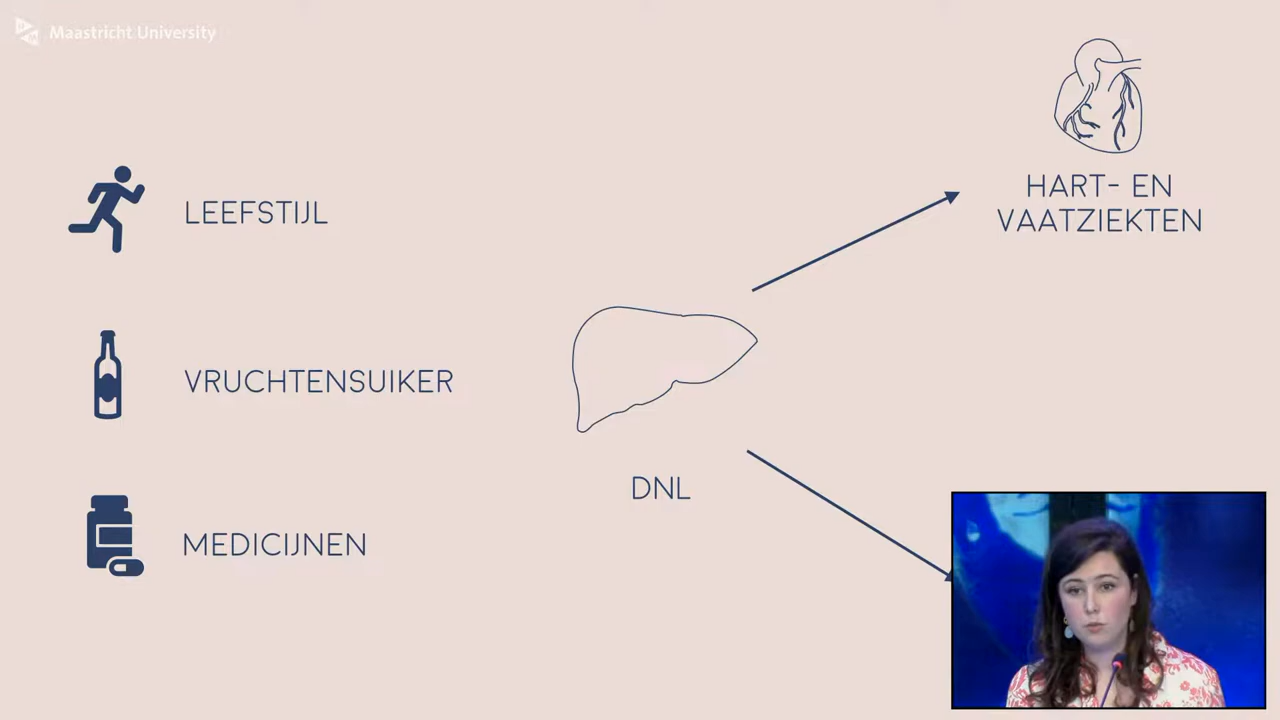 Maastricht University
HART- EN
VAATZIEKTEN
LEEFSTIJL
VRUCHTENSUIKER
DNL
MEDICIJNEN